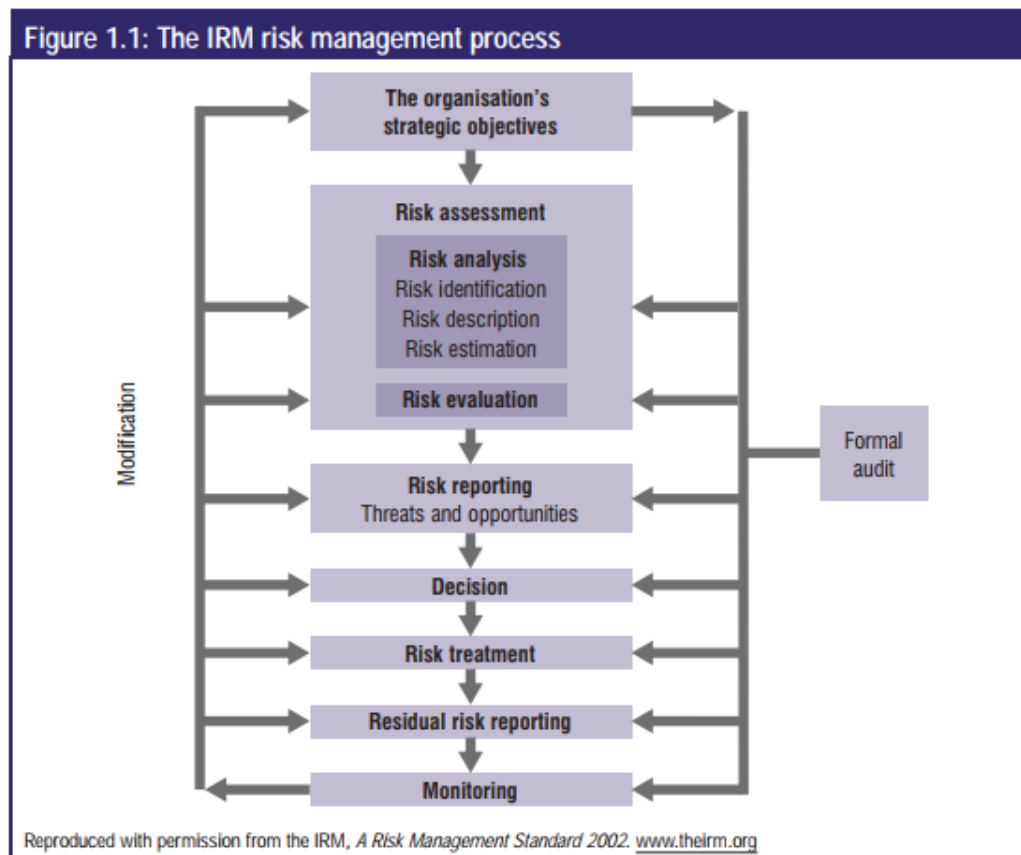 Figure 1.1: The IRM risk management process
The organisation's
strategic objectives
Risk assessment
Risk analysis
Risk identification
Risk description
Risk estimation
Risk evaluation
Modification
Formal
audit
Risk reporting
Threats and opportunities
Decision
Risk treatment
Residual risk reporting
Monitoring
Reproduced with permission from the IRM, A Risk Management Standard 2002. www.theirm.org